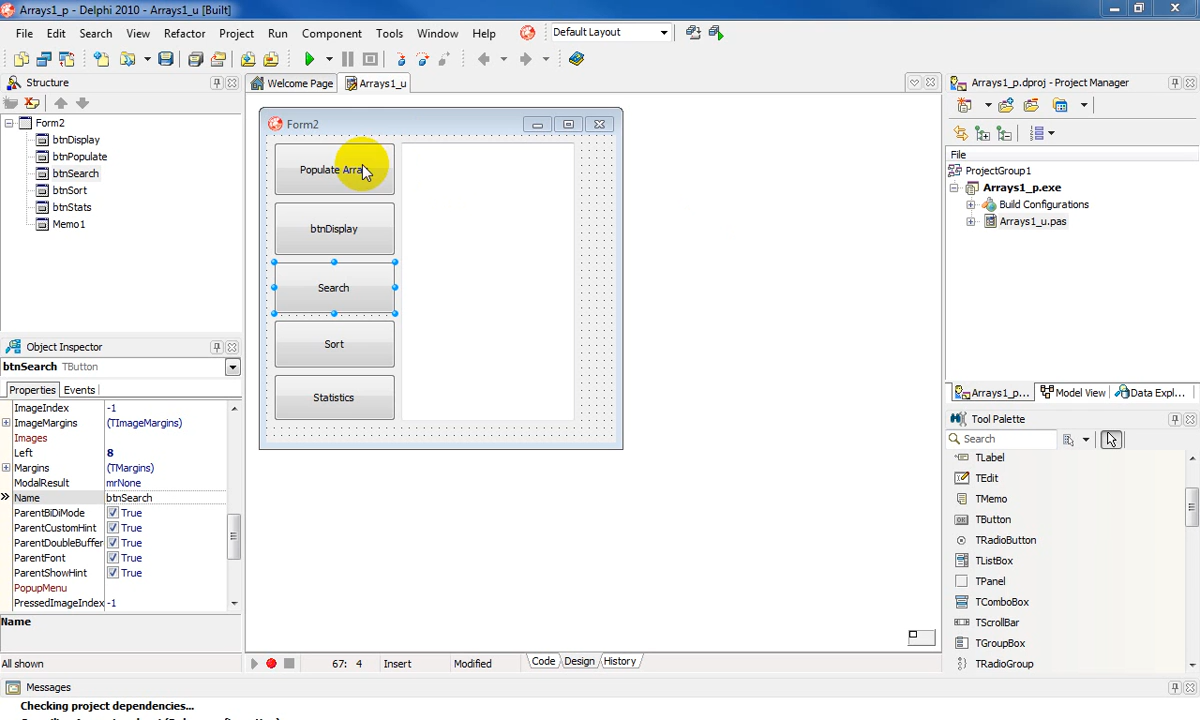 Arrays1_p - Delphi 2010 - Arrays1_u [Built]
File Edit Search View Refactor Project Run Component Tools Window Help Default Layout
Structure
Form2
btnDisplay
btnPopulate
btnSearch
btnSort
btnStats
Memo1
Object Inspector
btnSearch TButton
Properties Events
ImageIndex -1
ImageMargins (TImageMargins)
Images
Left 8
Margins (TMargins)
ModalResult mrNone
Name btnSearch
ParentBiDiMode True
ParentCustomHint True
ParentDoubleBuffer True
ParentFont True
ParentShowHint True
PopupMenu
PressedImageIndex -1
Name
All shown
Welcome Page Arrays1_u
Form2
Populate Arra
btnDisplay
Search
Sort
Statistics
67: 4 Insert Modified Code Design History
Arrays1_p.dproj - Project Manager
File
ProjectGroup1
Arrays1_p.exe
Build Configurations
Arrays1_u.pas
Arrays1_p... Model View Data Expl...
Tool Palette
Search
TLabel
TEdit
TMemo
TButton
TRadioButton
TListBox
TPanel
TComboBox
TScrollBar
TGroupBox
TRadioGroup
Messages
Checking project dependencies...